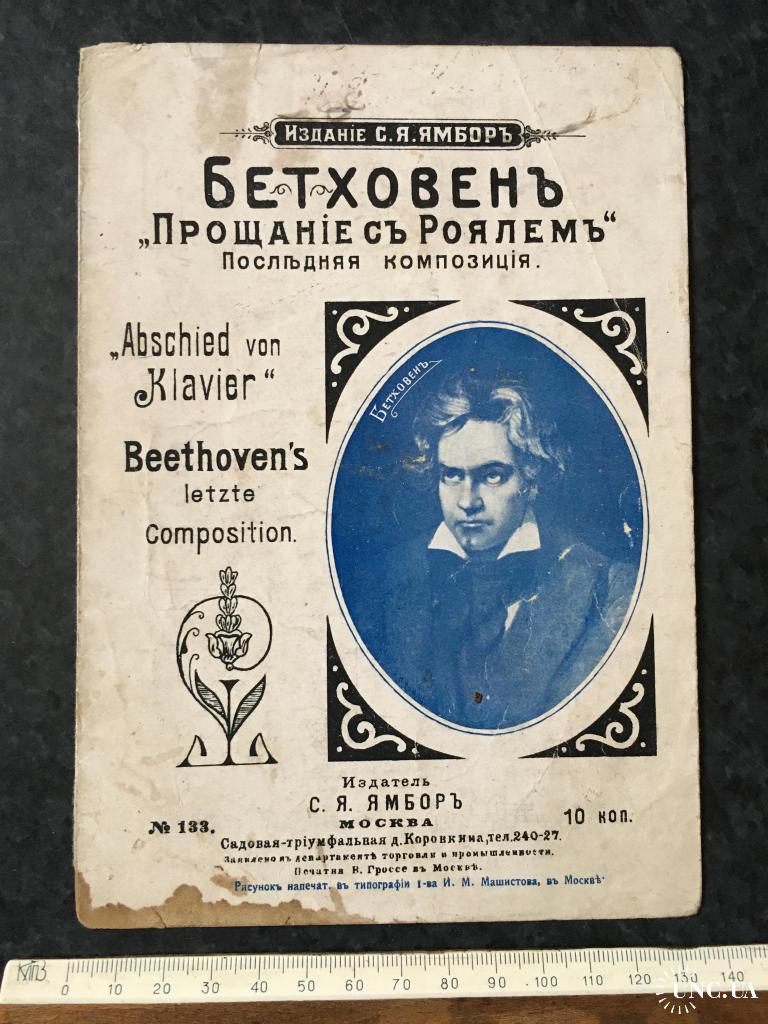 Изданіе С.Я.ЯМБОРЪ
БЕТХОВЕНЪ
„ПРОЩАНІЕ СЪ РОЯЛЕМЪ“
ПОСЛѢДНЯЯ КОМПОЗИЦІЯ.
„Abschied von
Klavier“
Beethoven's
letzte
Composition.
БЕТХОВЕНЪ
Издатель
С. Я. ЯМБОРЪ
МОСКВА
№ 133.
10 коп.
Садовая-тріумфальная д. Коровкина, тел. 240-27.
Заявлено въ департаментѣ торговли и промышленности.
Печатня В. Гроссе въ Москвѣ.
Рисунокъ напечат. въ типографіи Т-ва И. М. Машистова, въ Москвѣ
0 10 20 30 40 50 60 70 80 90 100 110 120 130 140
UNC.UA